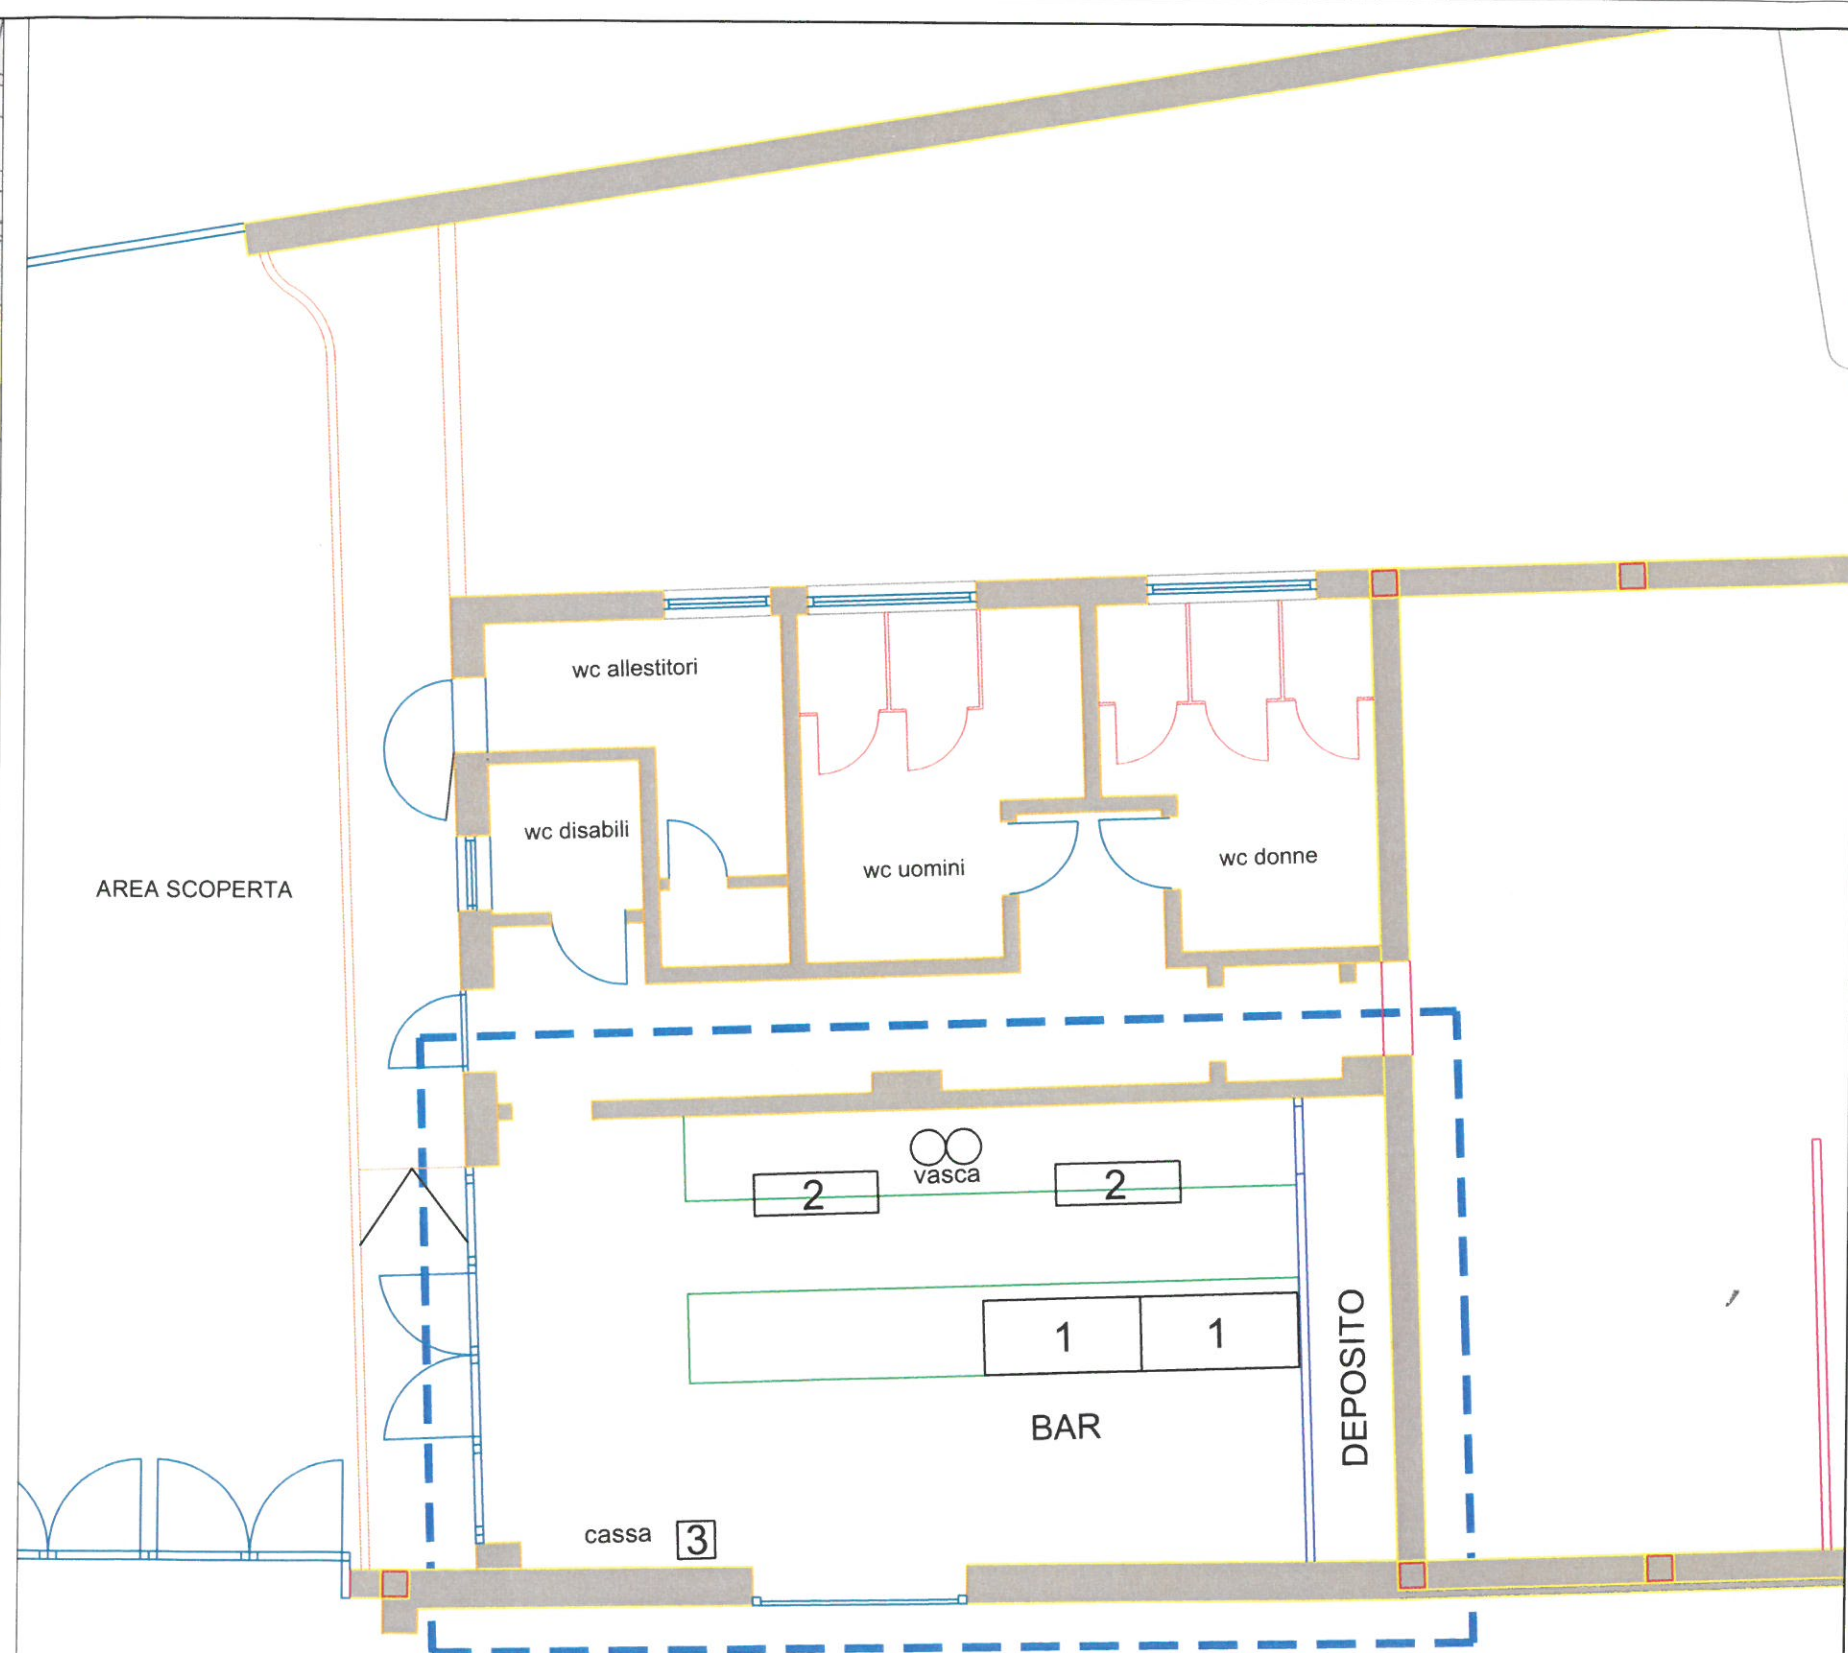 wc allestitori
wc disabili
wc uomini
wc donne
AREA SCOPERTA
vasca
2
2
1
1
BAR
DEPOSITO
cassa
3